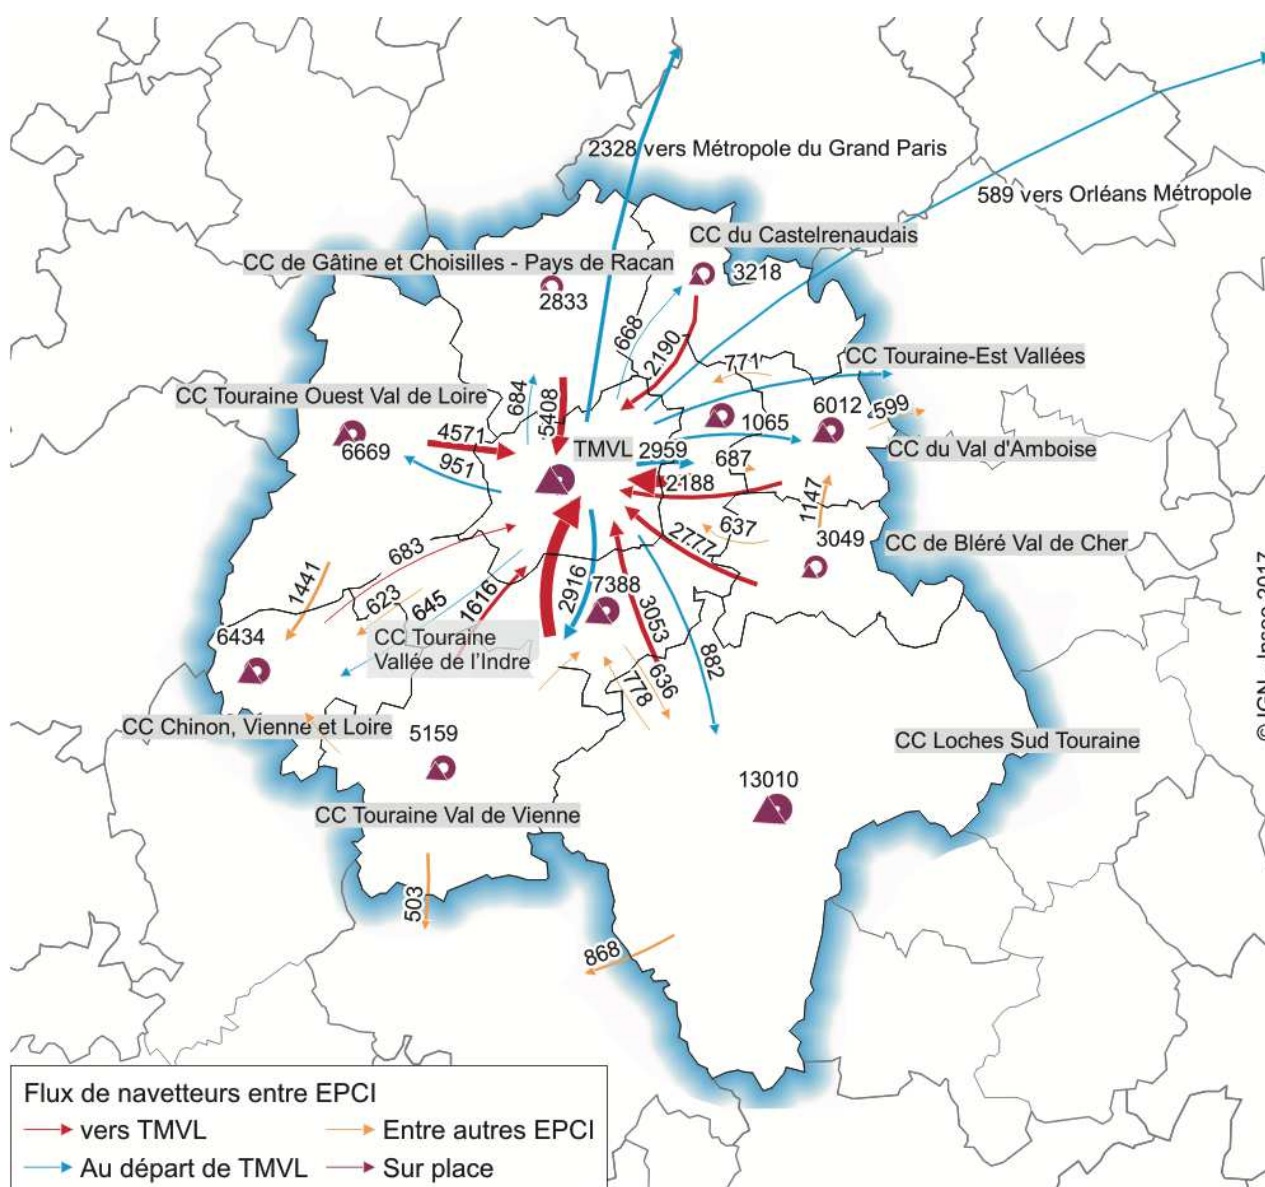 2328 vers Métropole du Grand Paris
589 vers Orléans Métropole
CC du Castelrenaudais
CC de Gâtine et Choisilles - Pays de Racan
3218
2833
668
2190
771
CC Touraine-Est Vallées
CC Touraine Ouest Val de Loire
684
5408
6012
599
1065
4571
6669
951
TMVL
2959
687
CC du Val d'Amboise
2188
1147
637
3049
CC de Bléré Val de Cher
2777
683
1441
623
645
1616
2916
7388
3053
882
6434
CC Touraine
Vallée de l'Indre
636
778
CC Chinon, Vienne et Loire
5159
CC Loches Sud Touraine
13010
CC Touraine Val de Vienne
503
868
© IGN - Insee 2017
Flux de navetteurs entre EPCI
vers TMVL
Entre autres EPCI
Au départ de TMVL
Sur place